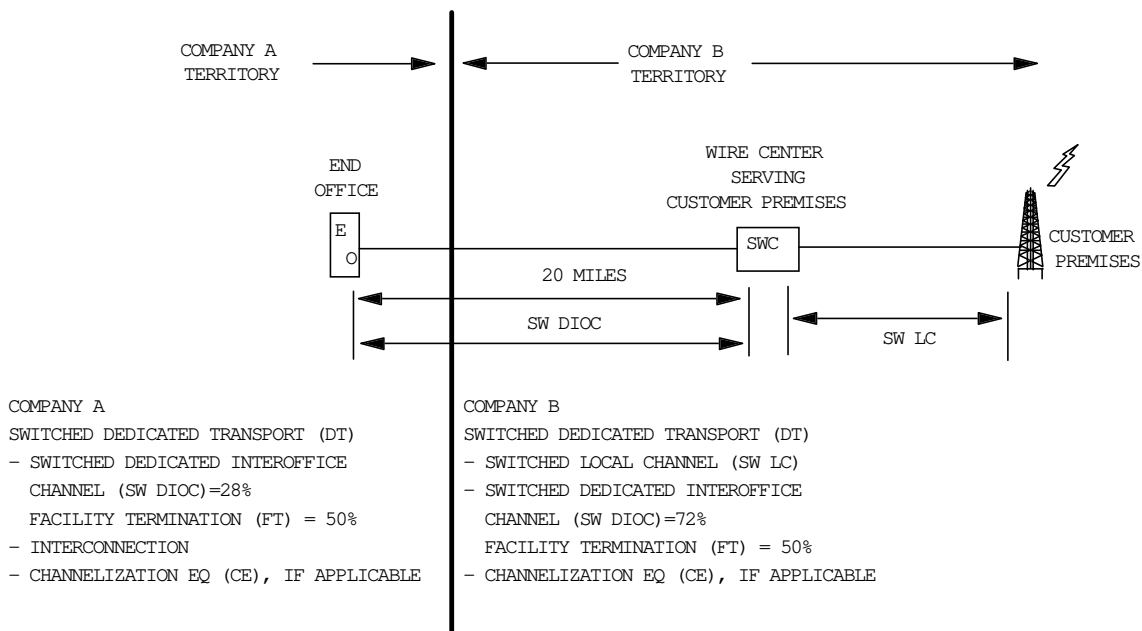 COMPANY A
TERRITORY
COMPANY B
TERRITORY
END
OFFICE
WIRE CENTER
SERVING
CUSTOMER PREMISES
E
O
SWC
CUSTOMER
PREMISES
20 MILES
SW DIOC
SW LC
COMPANY A
SWITCHED DEDICATED TRANSPORT (DT)
- SWITCHED DEDICATED INTEROFFICE
CHANNEL (SW DIOC)=28%
FACILITY TERMINATION (FT) = 50%
- INTERCONNECTION
- CHANNELIZATION EQ (CE), IF APPLICABLE
COMPANY B
SWITCHED DEDICATED TRANSPORT (DT)
- SWITCHED LOCAL CHANNEL (SW LC)
- SWITCHED DEDICATED INTEROFFICE
CHANNEL (SW DIOC)=72%
FACILITY TERMINATION (FT) = 50%
- CHANNELIZATION EQ (CE), IF APPLICABLE